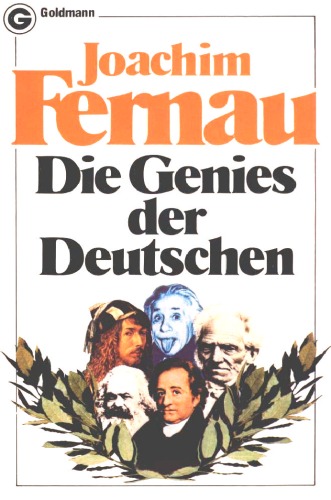 G Goldmann
Joachim
Fernau
Die Genies
der
Deutschen